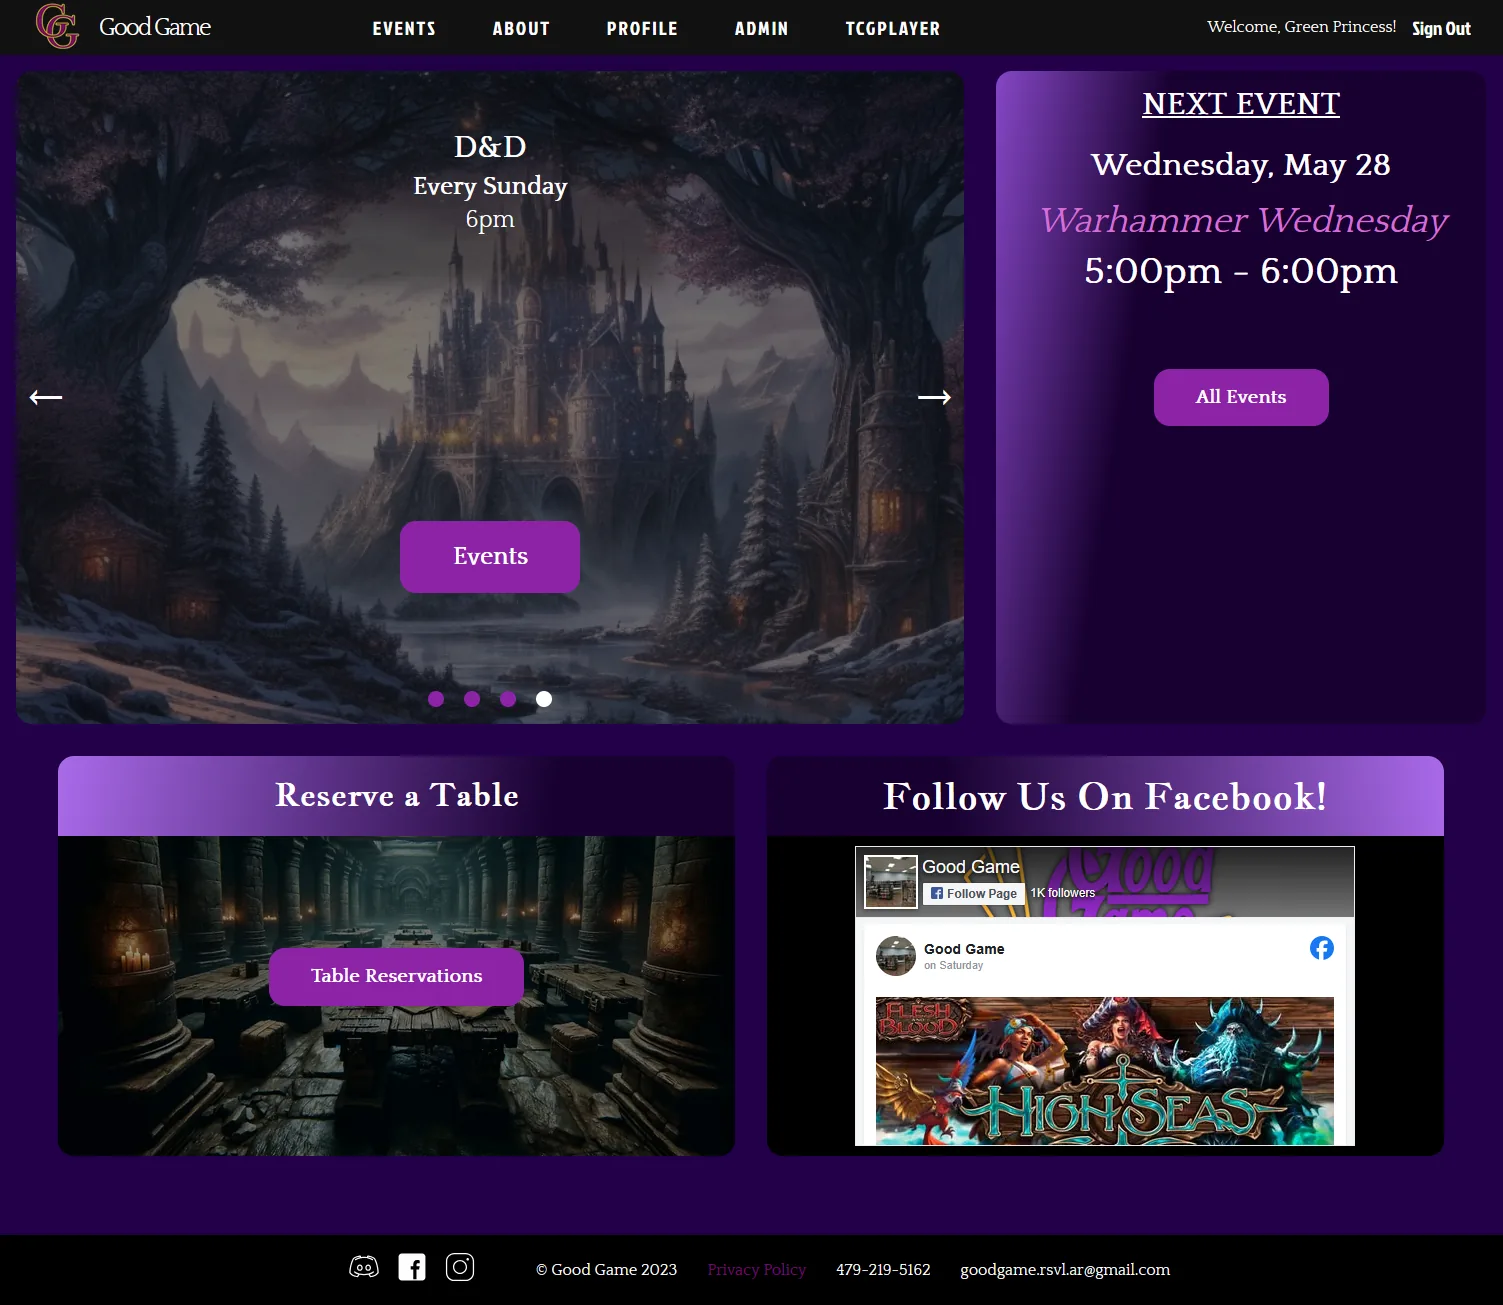 GG Good Game
EVENTS ABOUT PROFILE ADMIN TCGPLAYER
Welcome, Green Princess! Sign Out
D&D
Every Sunday
6pm
Events
NEXT EVENT
Wednesday, May 28
Warhammer Wednesday
5:00pm - 6:00pm
All Events
Reserve a Table
Table Reservations
Follow Us On Facebook!
Good Game
Good Game
Follow Page 1K followers
Good Game
on Saturday
FLESH AND BLOOD
HIGH SEAS
© Good Game 2023 Privacy Policy 479-219-5162 goodgame.rsvl.ar@gmail.com